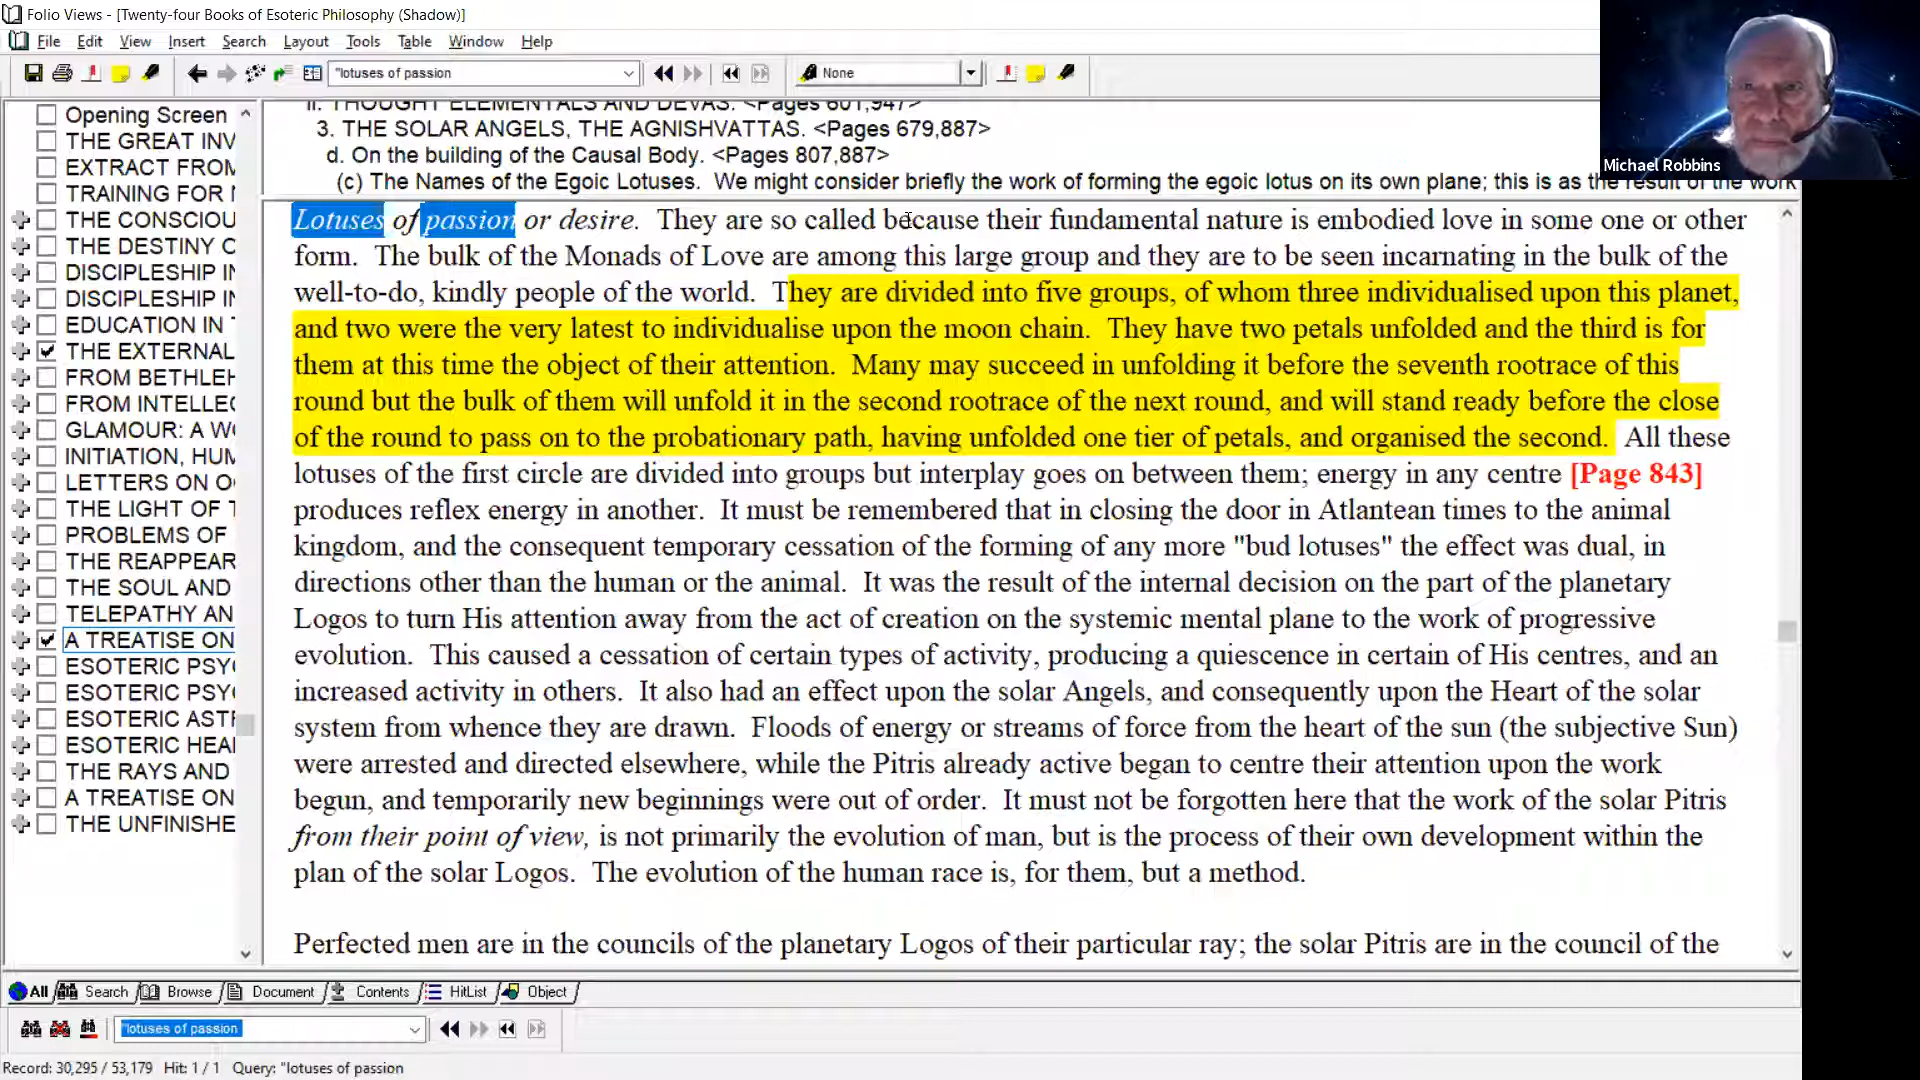 Folio Views - [Twenty-four Books of Esoteric Philosophy (Shadow)]
File Edit View Insert Search Layout Tools Table Window Help
"lotuses of passion
None
Michael Robbins
Opening Screen
THE GREAT INV
EXTRACT FROM
TRAINING FOR
THE CONSCIOU
THE DESTINY O
DISCIPLESHIP IN
DISCIPLESHIP IN
EDUCATION IN
THE EXTERNAL
FROM BETHLEH
FROM INTELLEC
GLAMOUR: A WO
INITIATION, HUM
LETTERS ON O
THE LIGHT OF T
PROBLEMS OF
THE REAPPEAR
THE SOUL AND
TELEPATHY AN
A TREATISE ON
ESOTERIC PSY
ESOTERIC PSY
ESOTERIC AST
ESOTERIC HEA
THE RAYS AND
A TREATISE ON
THE UNFINISHE
II. THOUGHT ELEMENTALS AND DEVAS. <Pages 601,947>
3. THE SOLAR ANGELS, THE AGNISHVATTAS. <Pages 679,887>
d. On the building of the Causal Body. <Pages 807,887>
(c) The Names of the Egoic Lotuses. We might consider briefly the work of forming the egoic lotus on its own plane; this is as the result of the work
Lotuses of passion or desire. They are so called because their fundamental nature is embodied love in some one or other
form. The bulk of the Monads of Love are among this large group and they are to be seen incarnating in the bulk of the
well-to-do, kindly people of the world. They are divided into five groups, of whom three individualised upon this planet,
and two were the very latest to individualise upon the moon chain. They have two petals unfolded and the third is for
them at this time the object of their attention. Many may succeed in unfolding it before the seventh rootrace of this
round but the bulk of them will unfold it in the second rootrace of the next round, and will stand ready before the close
of the round to pass on to the probationary path, having unfolded one tier of petals, and organised the second. All these
lotuses of the first circle are divided into groups but interplay goes on between them; energy in any centre [Page 843]
produces reflex energy in another. It must be remembered that in closing the door in Atlantean times to the animal
kingdom, and the consequent temporary cessation of the forming of any more "bud lotuses" the effect was dual, in
directions other than the human or the animal. It was the result of the internal decision on the part of the planetary
Logos to turn His attention away from the act of creation on the systemic mental plane to the work of progressive
evolution. This caused a cessation of certain types of activity, producing a quiescence in certain of His centres, and an
increased activity in others. It also had an effect upon the solar Angels, and consequently upon the Heart of the solar
system from whence they are drawn. Floods of energy or streams of force from the heart of the sun (the subjective Sun)
were arrested and directed elsewhere, while the Pitris already active began to centre their attention upon the work
begun, and temporarily new beginnings were out of order. It must not be forgotten here that the work of the solar Pitris
from their point of view, is not primarily the evolution of man, but is the process of their own development within the
plan of the solar Logos. The evolution of the human race is, for them, but a method.
Perfected men are in the councils of the planetary Logos of their particular ray; the solar Pitris are in the council of the
All Search Browse Document Contents HitList Object
"lotuses of passion
Record: 30,295 / 53,179 Hit: 1 / 1 Query: "lotuses of passion